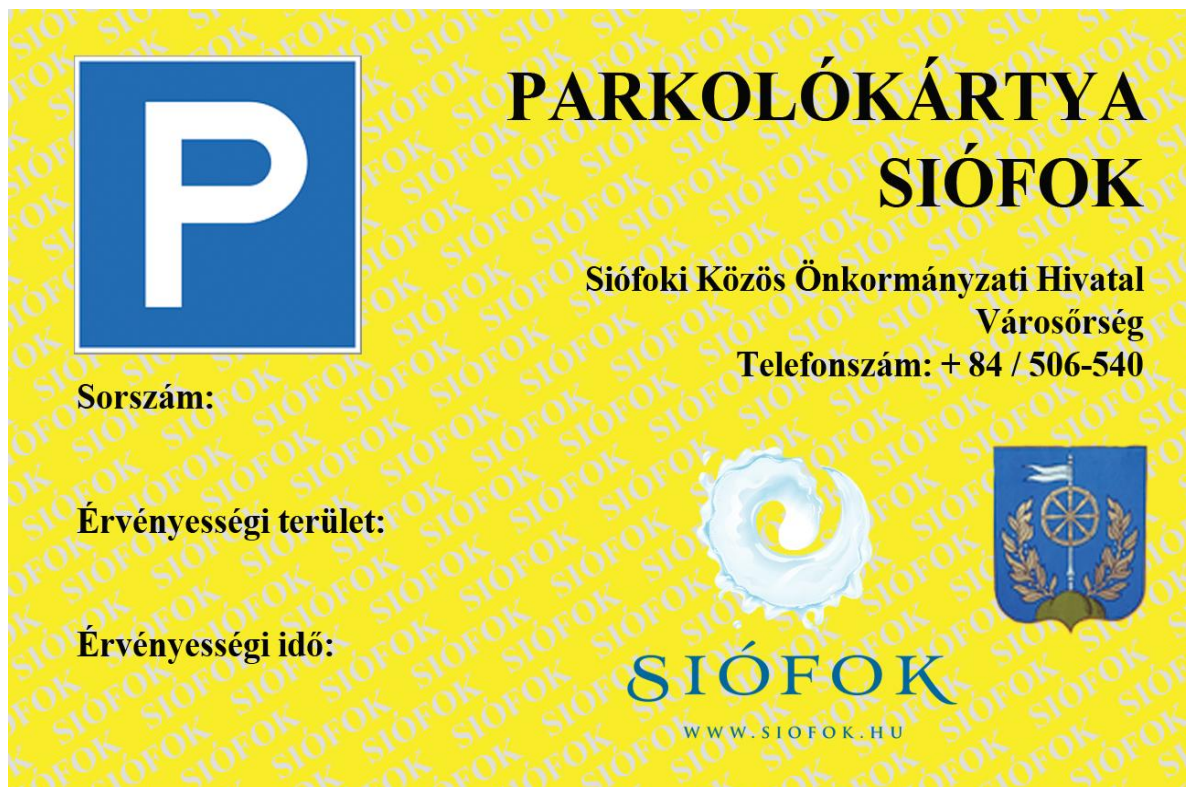 P
PARKOLÓKÁRTYA
SIÓFOK
Siófoki Közös Önkormányzati Hivatal
Városőrség
Telefonszám: + 84 / 506-540
Sorszám:
Érvényességi terület:
Érvényességi idő:
SIÓFOK
WWW.SIOFOK.HU